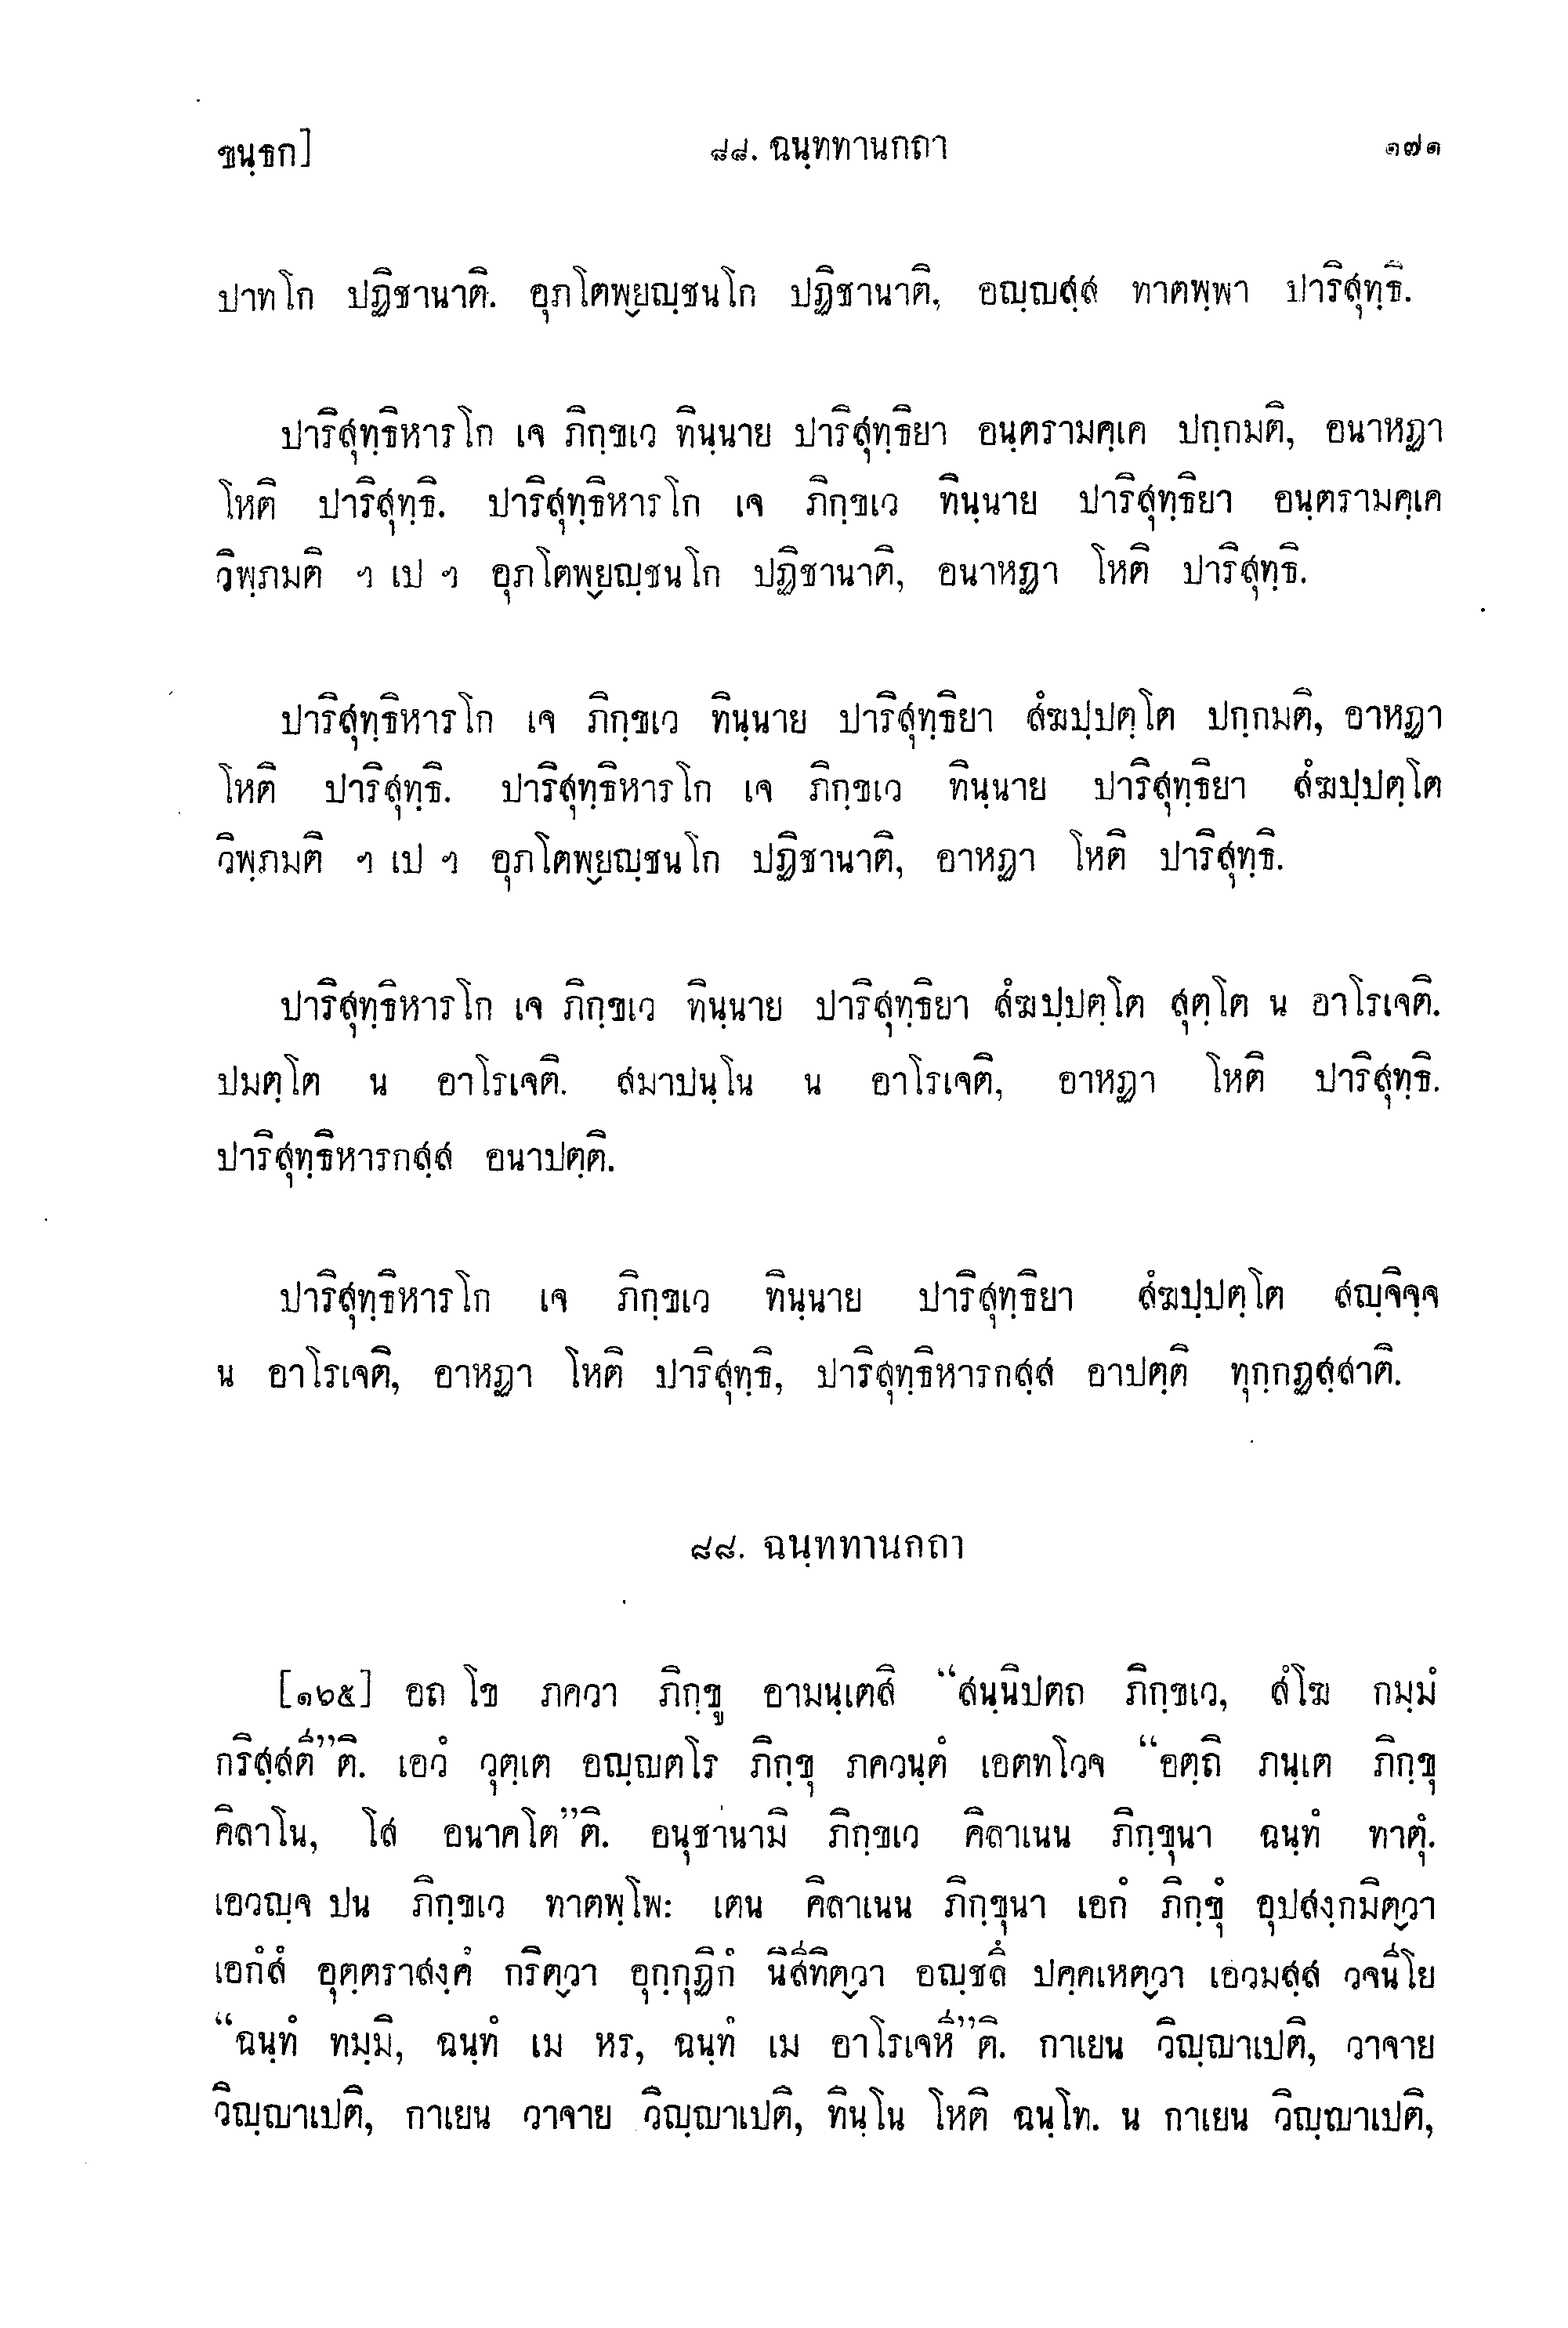 ขนฺธก]
๘๘. ฉนฺททานกถา
๑๗๑
ปาทโก ปฏิชานาติ. อุภโตพฺยญฺชนโก ปฏิชานาติ, อญฺญสฺส ทาตพฺพา ปาริสุทฺธิ.
ปาริสุทฺธิหารโก เจ ภิกฺขเว ทินฺนาย ปาริสุทฺธิยา อนฺตรามคฺเค ปกฺกมติ, อนาหฏา
โหติ ปาริสุทฺธิ. ปาริสุทฺธิหารโก เจ ภิกฺขเว ทินฺนาย ปาริสุทฺธิยา อนฺตรามคฺเค
วิพฺภมติ ฯ เป ฯ อุภโตพฺยญฺชนโก ปฏิชานาติ, อนาหฏา โหติ ปาริสุทฺธิ.
ปาริสุทฺธิหารโก เจ ภิกฺขเว ทินฺนาย ปาริสุทฺธิยา สํฆปฺปตฺโต ปกฺกมติ, อาหฏา
โหติ ปาริสุทฺธิ. ปาริสุทฺธิหารโก เจ ภิกฺขเว ทินฺนาย ปาริสุทฺธิยา สํฆปฺปตฺโต
วิพฺภมติ ฯ เป ฯ อุภโตพฺยญฺชนโก ปฏิชานาติ, อาหฏา โหติ ปาริสุทฺธิ.
ปาริสุทฺธิหารโก เจ ภิกฺขเว ทินฺนาย ปาริสุทฺธิยา สํฆปฺปตฺโต สุตฺโต น อาโรเจติ.
ปมตฺโต น อาโรเจติ. สมาปนฺโน น อาโรเจติ, อาหฏา โหติ ปาริสุทฺธิ.
ปาริสุทฺธิหารกสฺส อนาปตฺติ.
ปาริสุทฺธิหารโก เจ ภิกฺขเว ทินฺนาย ปาริสุทฺธิยา สํฆปฺปตฺโต สญฺจิจฺจ
น อาโรเจติ, อาหฏา โหติ ปาริสุทฺธิ, ปาริสุทฺธิหารกสฺส อาปตฺติ ทุกฺกฏสฺสาติ.
๘๘. ฉนฺททานกถา
[๑๖๕] อถ โข ภควา ภิกฺขู อามนฺเตสิ “สนฺนิปตถ ภิกฺขเว, สํโฆ กมฺมํ
กริสฺสตี”ติ. เอวํ วุตฺเต อญฺญตโร ภิกฺขุ ภควนฺตํ เอตทโวจ “อตฺถิ ภนฺเต ภิกฺขุ
คิลาโน, โส อนาคโต”ติ. อนุชานามิ ภิกฺขเว คิลาเนน ภิกฺขุนา ฉนฺทํ ทาตุํ.
เอวญฺจ ปน ภิกฺขเว ทาตพฺโพ: เตน คิลาเนน ภิกฺขุนา เอกํ ภิกฺขุํ อุปสงฺกมิตฺวา
เอกํสํ อุตฺตราสงฺคํ กริตฺวา อุกฺกุฏิกํ นิสีทิตฺวา อญฺชลึ ปคฺคเหตฺวา เอวมสฺส วจนีโย
“ฉนฺทํ ทมฺมิ, ฉนฺทํ เม หร, ฉนฺทํ เม อาโรเจหี”ติ. กาเยน วิญฺญาเปติ, วาจาย
วิญฺญาเปติ, กาเยน วาจาย วิญฺญาเปติ, ทินฺโน โหติ ฉนฺโท. น กาเยน วิญฺญาเปติ,